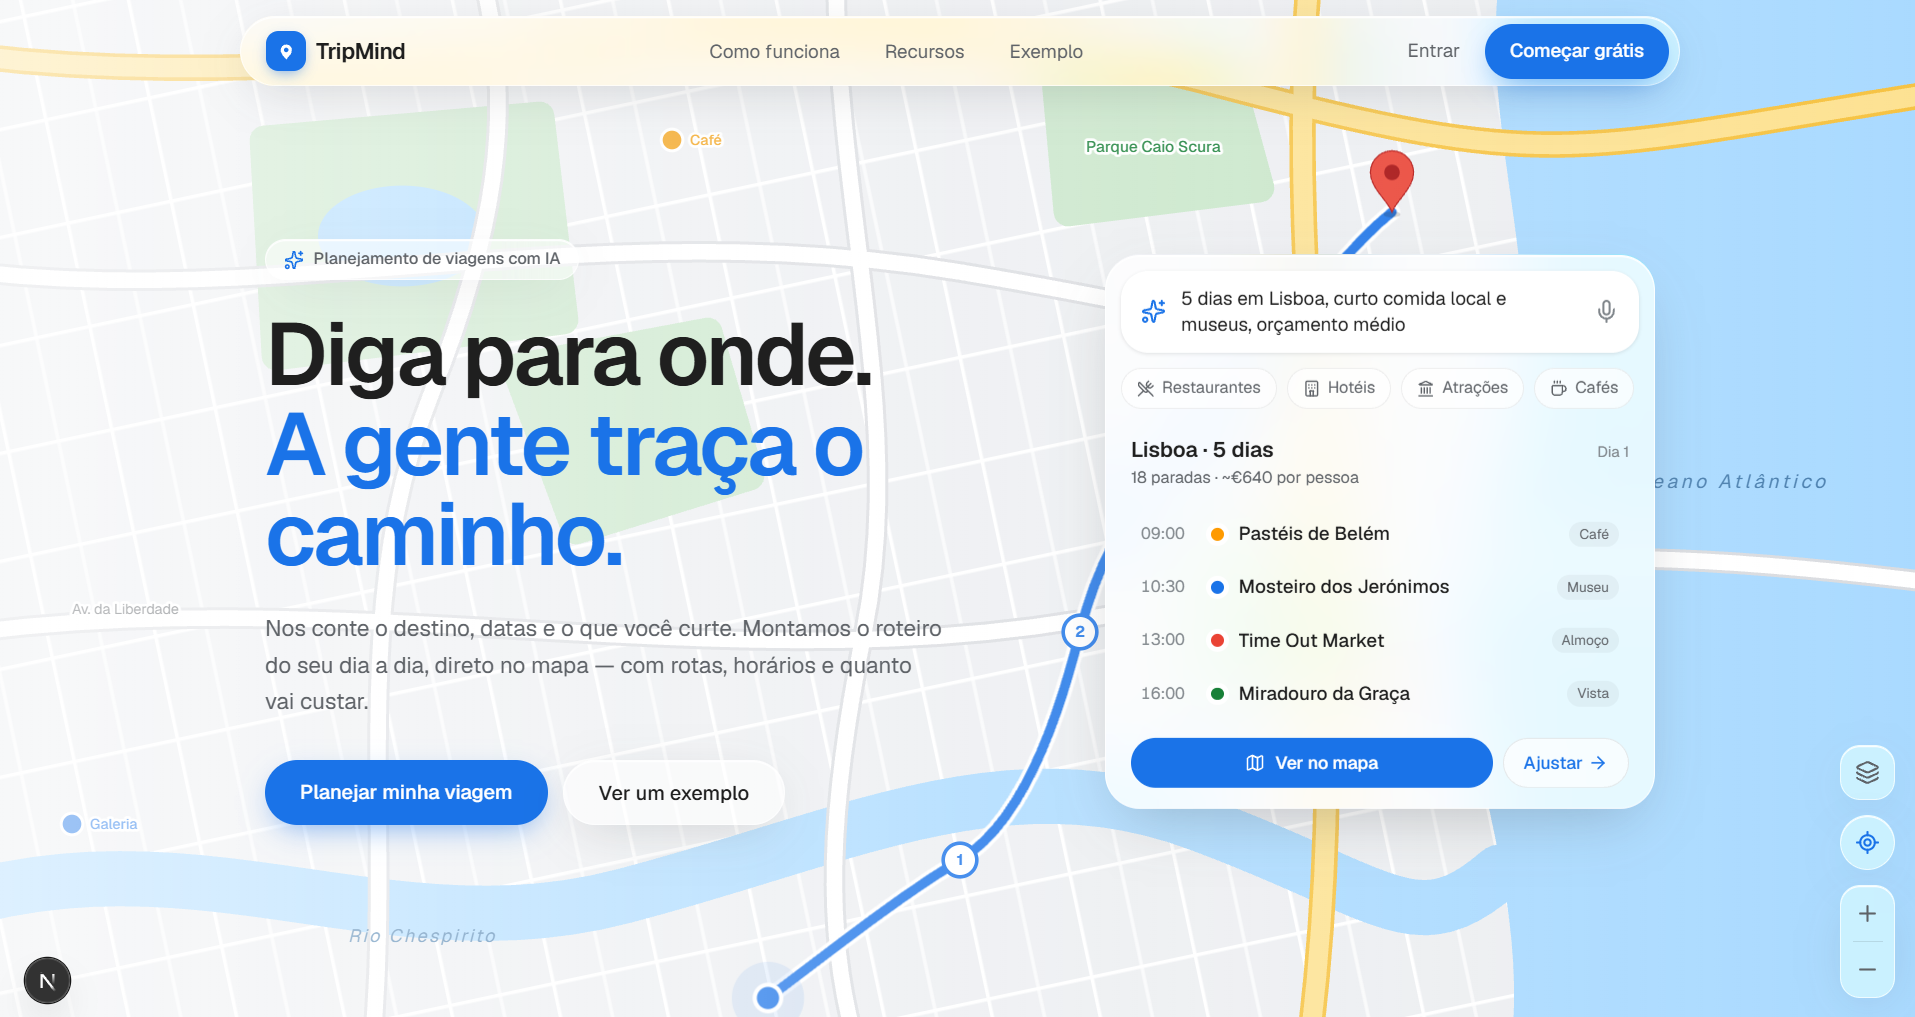 TripMind
Como funciona
Recursos
Exemplo
Entrar
Começar grátis
Café
Parque Caio Scura
Planejamento de viagens com IA
Diga para onde.
A gente traça o
caminho.
Av. da Liberdade
Nos conte o destino, datas e o que você curte. Montamos o roteiro
do seu dia a dia, direto no mapa — com rotas, horários e quanto
vai custar.
Planejar minha viagem
Ver um exemplo
Galeria
Rio Chespirito
N
1
2
5 dias em Lisboa, curto comida local e
museus, orçamento médio
Restaurantes
Hotéis
Atrações
Cafés
Lisboa · 5 dias
Dia 1
18 paradas · ~€640 por pessoa
09:00 Pastéis de Belém Café
10:30 Mosteiro dos Jerónimos Museu
13:00 Time Out Market Almoço
16:00 Miradouro da Graça Vista
Ver no mapa
Ajustar
eano Atlântico